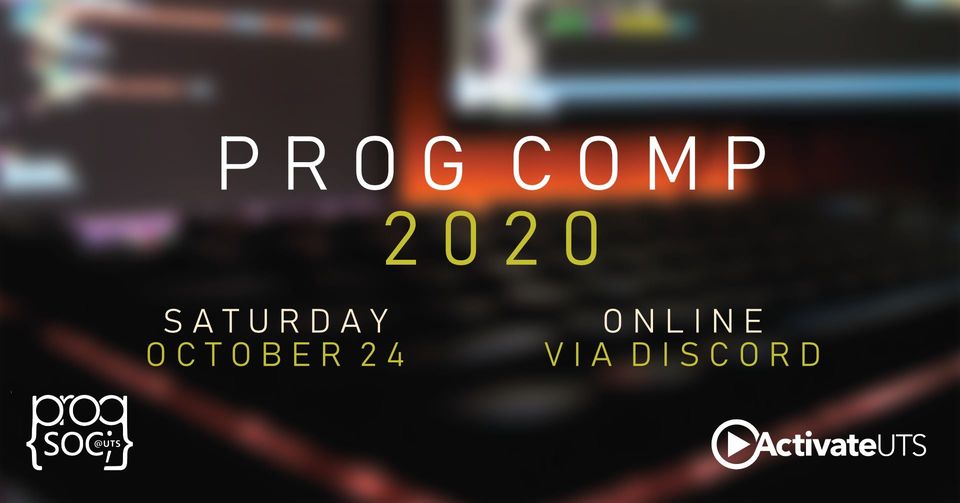 PROG COMP
2020
SATURDAY
OCTOBER 24
ONLINE
VIA DISCORD
prog
{SOC;}
@UTS
ActivateUTS